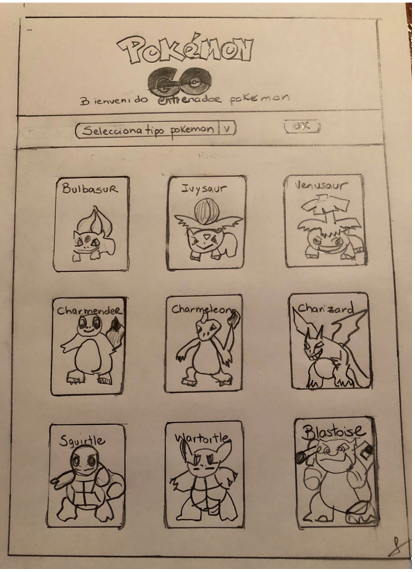 POKÉMON
GO
Bienvenido entrenador pokemon
Selecciona tipo pokemon v
OK
Bulbasur
Ivysaur
Venusaur
Charmender
Charmeleon
Charizard
Squirtle
Wartortle
Blastoise